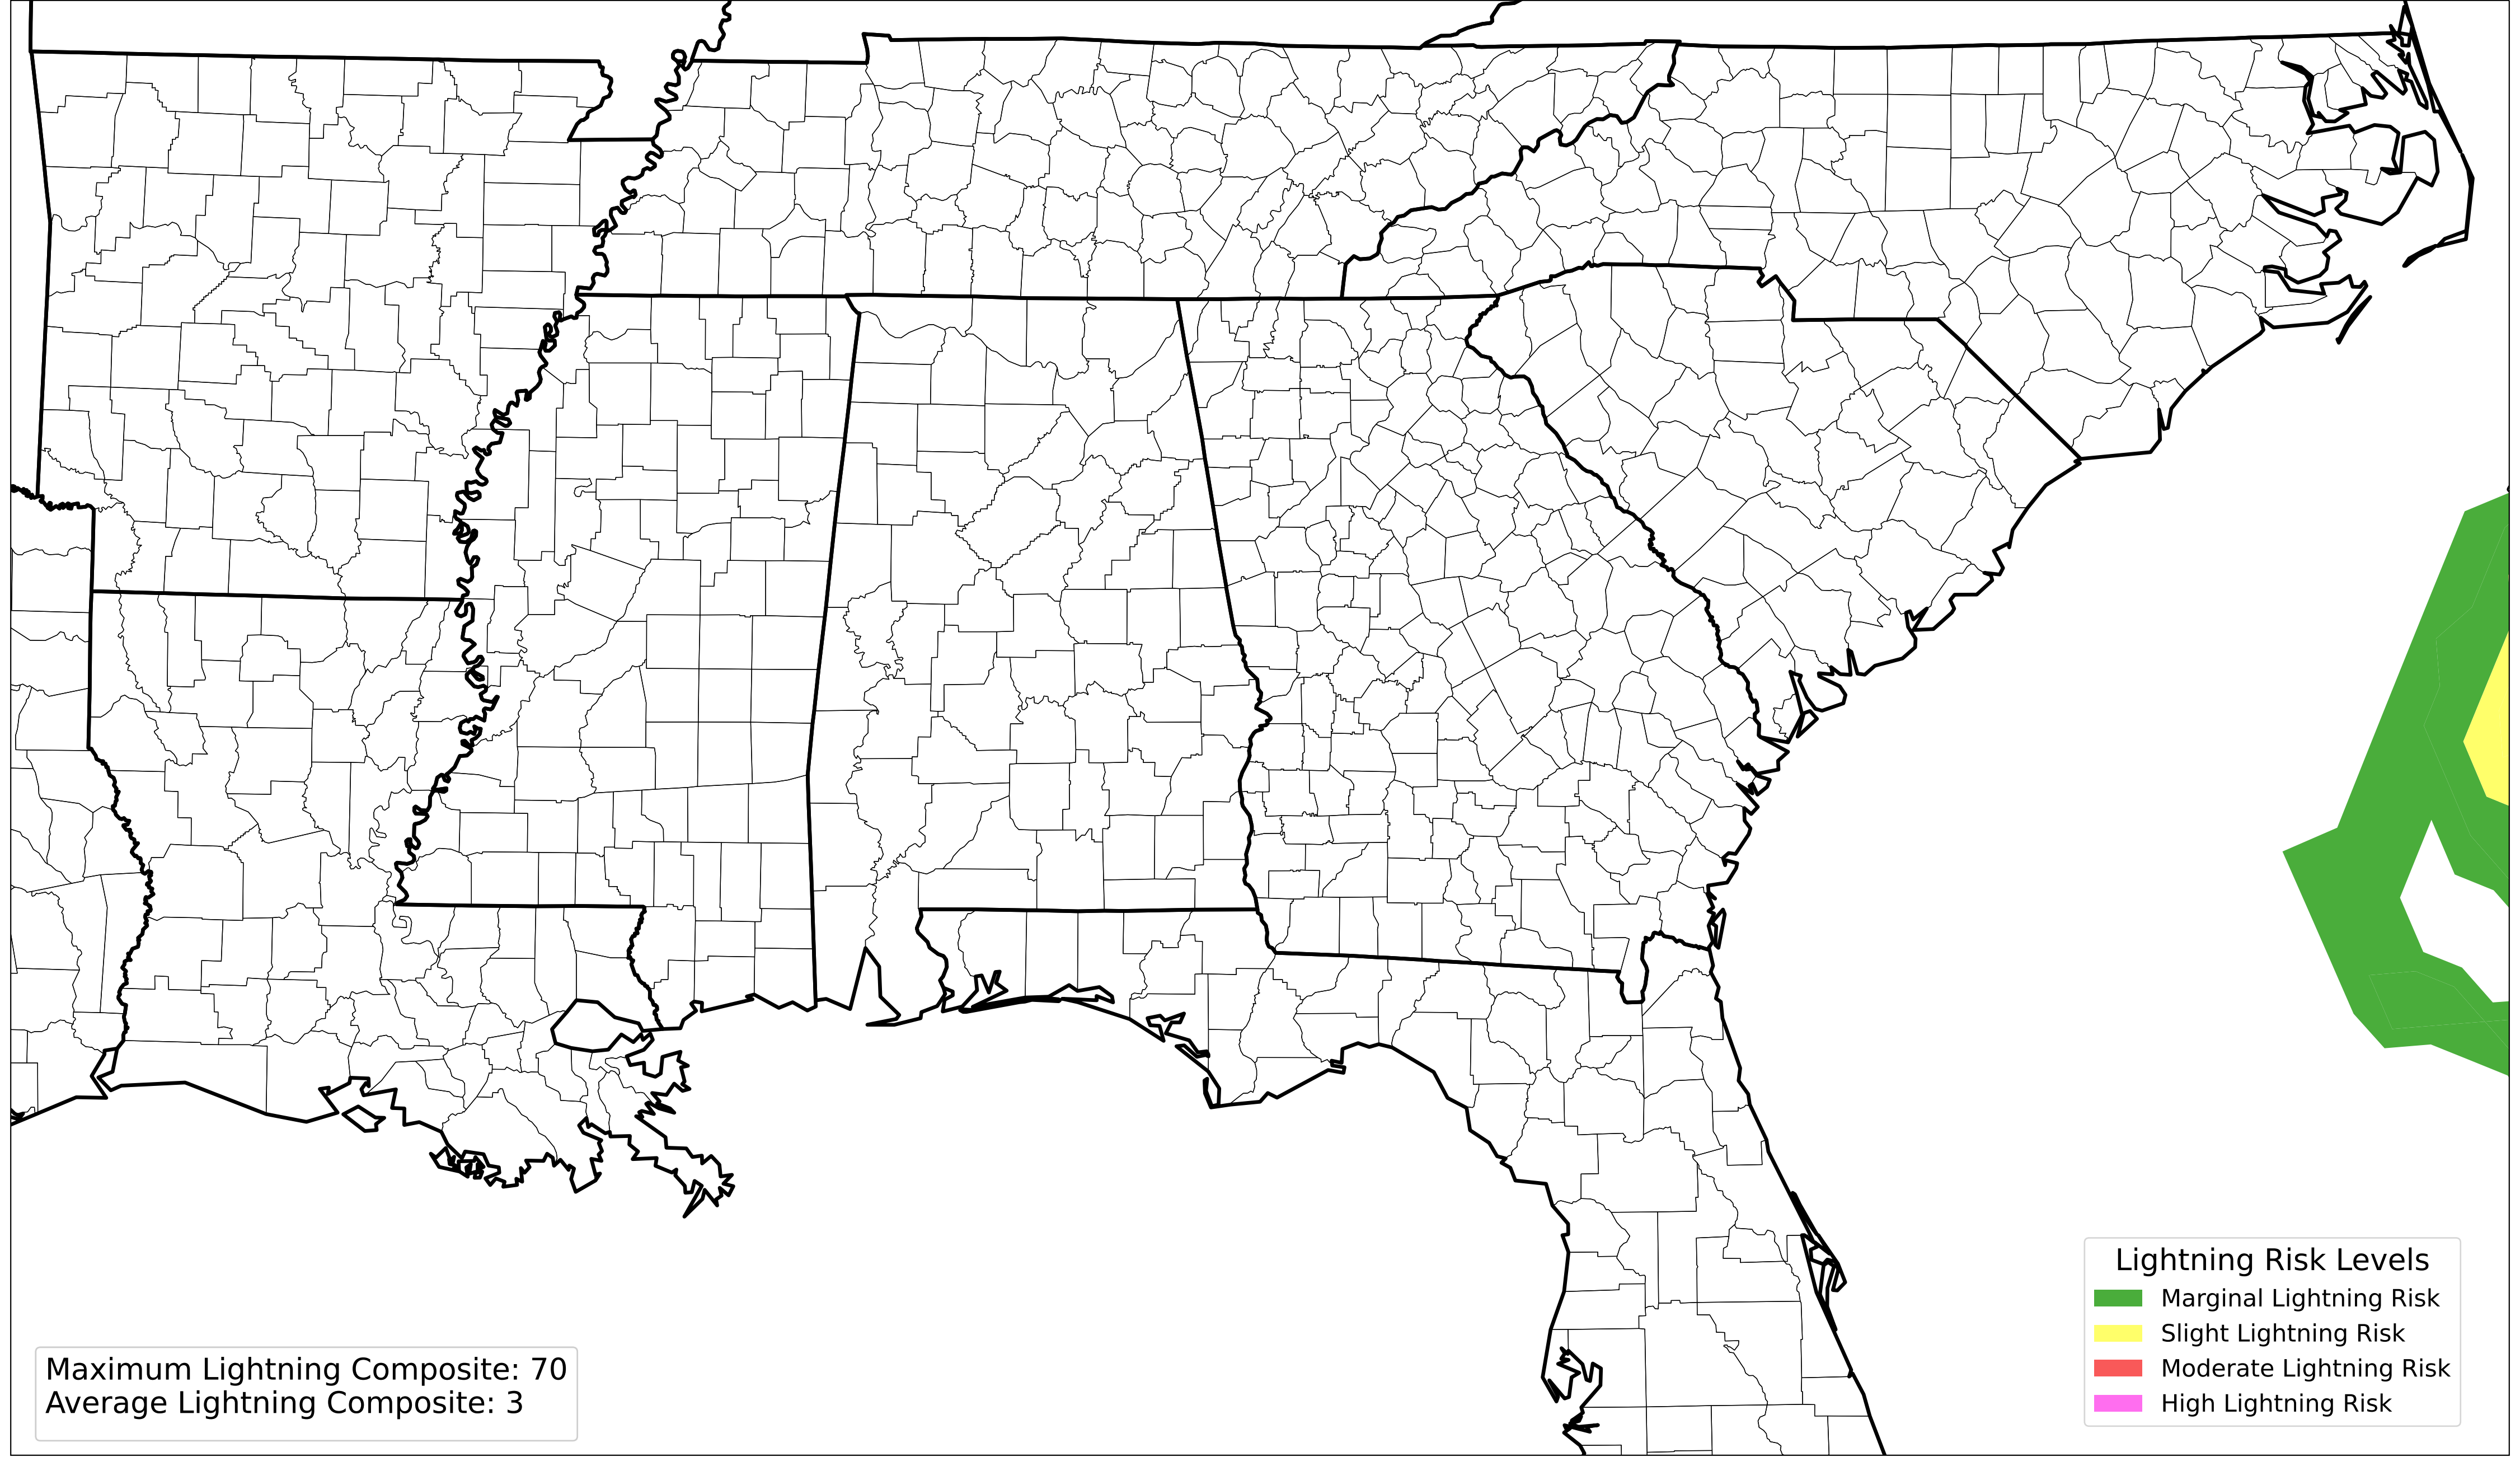 Maximum Lightning Composite: 70
Average Lightning Composite: 3
Lightning Risk Levels
Marginal Lightning Risk
Slight Lightning Risk
Moderate Lightning Risk
High Lightning Risk